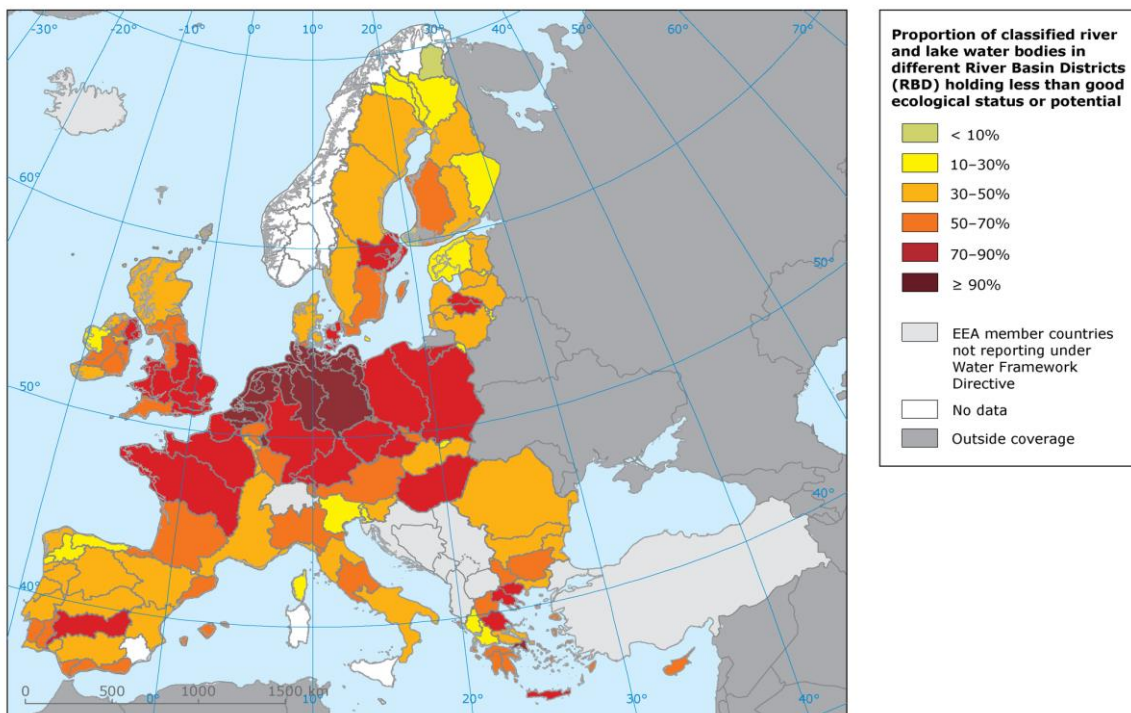 -30°
-20°
-10°
0°
10°
20°
30°
40°
50°
60°
70°
60°
50°
50°
40°
40°
0
500
1000
1500 km
0°
10°
20°
30°
40°
Proportion of classified river
and lake water bodies in
different River Basin Districts
(RBD) holding less than good
ecological status or potential
< 10%
10–30%
30–50%
50–70%
70–90%
≥ 90%
EEA member countries
not reporting under
Water Framework
Directive
No data
Outside coverage